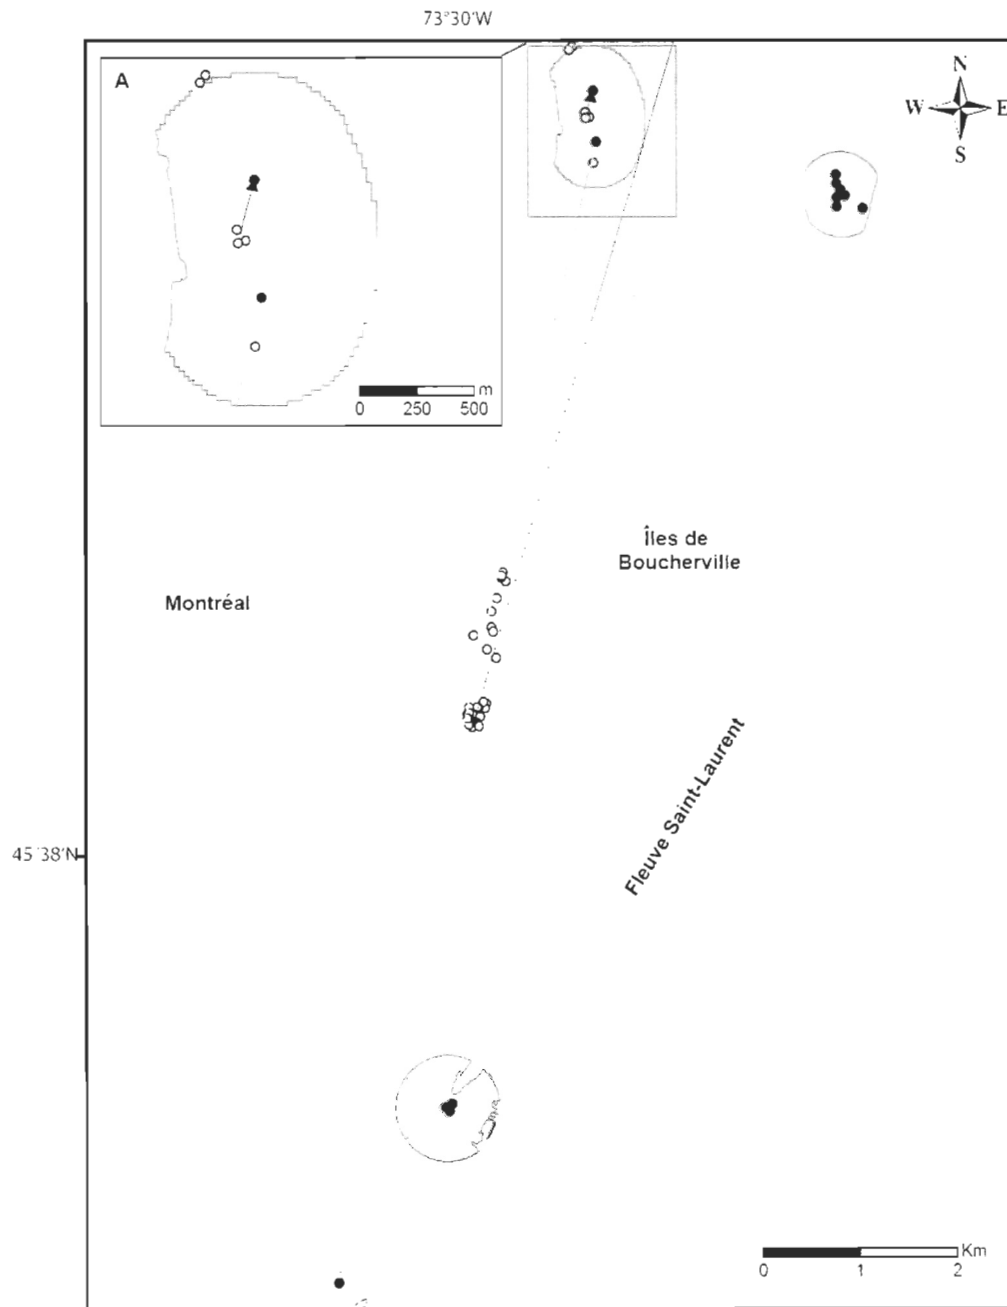 73°30'W
A
N
W E
S
m
0 250 500
Îles de
Boucherville
Montréal
Fleuve Saint-Laurent
45°38'N
Km
0 1 2